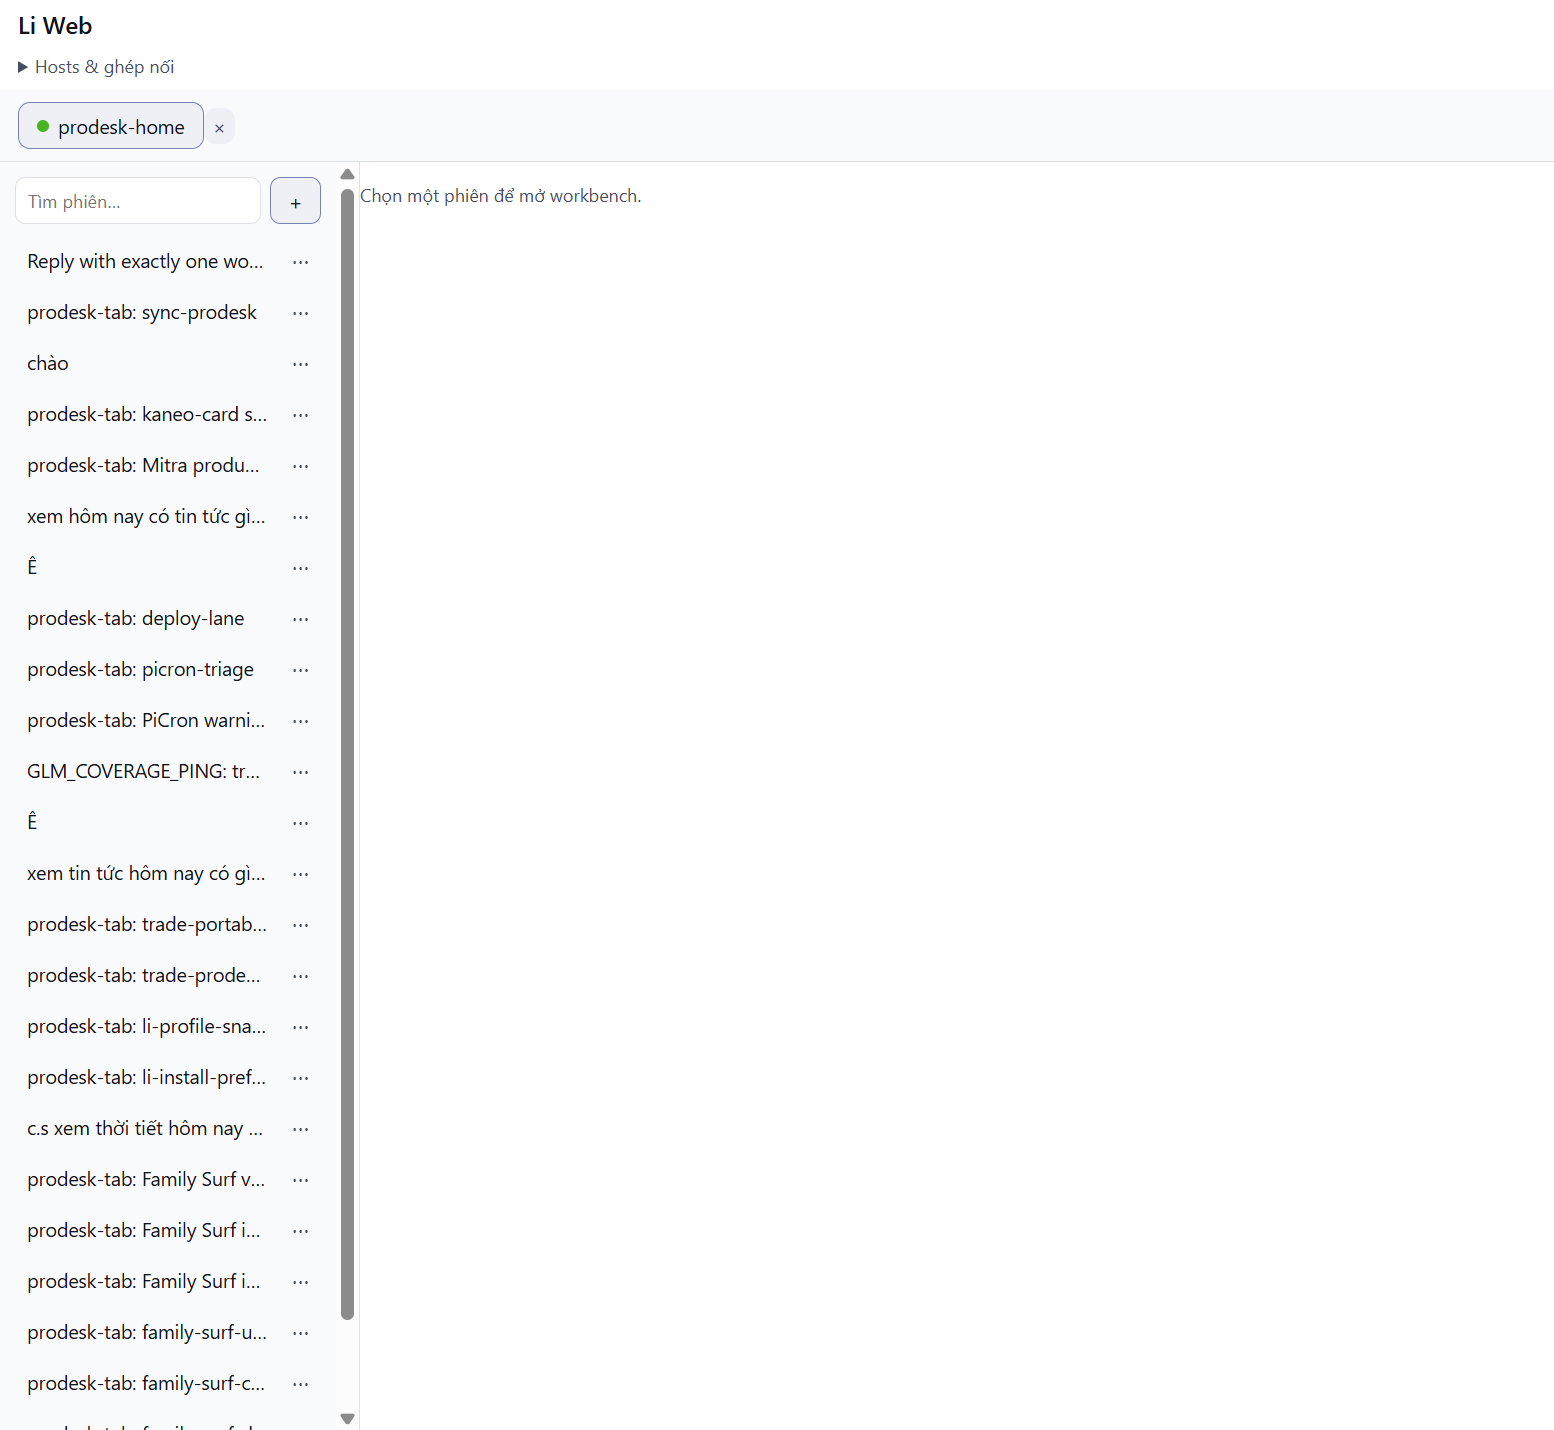 Li Web
▶ Hosts & ghép nối
prodesk-home ×
Tìm phiên... +
Chọn một phiên để mở workbench.
Reply with exactly one wo... ...
prodesk-tab: sync-prodesk ...
chào ...
prodesk-tab: kaneo-card s... ...
prodesk-tab: Mitra produ... ...
xem hôm nay có tin tức gì... ...
Ê ...
prodesk-tab: deploy-lane ...
prodesk-tab: picron-triage ...
prodesk-tab: PiCron warni... ...
GLM_COVERAGE_PING: tr... ...
Ê ...
xem tin tức hôm nay có gì... ...
prodesk-tab: trade-portab... ...
prodesk-tab: trade-prode... ...
prodesk-tab: li-profile-sna... ...
prodesk-tab: li-install-pref... ...
c.s xem thời tiết hôm nay ... ...
prodesk-tab: Family Surf v... ...
prodesk-tab: Family Surf i... ...
prodesk-tab: Family Surf i... ...
prodesk-tab: family-surf-u... ...
prodesk-tab: family-surf-c... ...